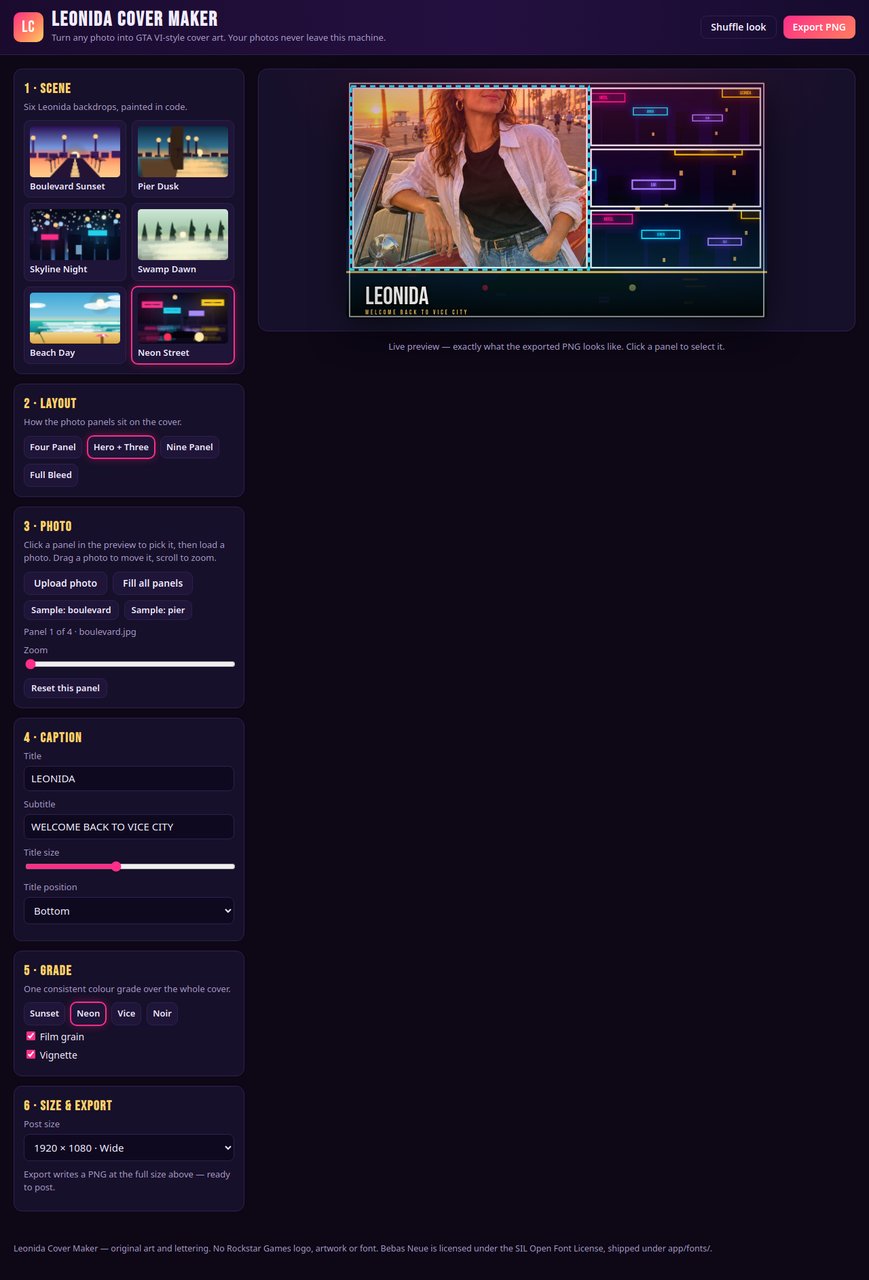 LC
LEONIDA COVER MAKER
Turn any photo into GTA VI-style cover art. Your photos never leave this machine.
Shuffle look
Export PNG
1 · SCENE
Six Leonida backdrops, painted in code.
Boulevard Sunset
Pier Dusk
Skyline Night
Swamp Dawn
Beach Day
Neon Street
2 · LAYOUT
How the photo panels sit on the cover.
Four Panel
Hero + Three
Nine Panel
Full Bleed
3 · PHOTO
Click a panel in the preview to pick it, then load a
photo. Drag a photo to move it, scroll to zoom.
Upload photo
Fill all panels
Sample: boulevard
Sample: pier
Panel 1 of 4 · boulevard.jpg
Zoom
Reset this panel
4 · CAPTION
Title
LEONIDA
Subtitle
WELCOME BACK TO VICE CITY
Title size
Title position
Bottom
5 · GRADE
One consistent colour grade over the whole cover.
Sunset
Neon
Vice
Noir
Film grain
Vignette
6 · SIZE & EXPORT
Post size
1920 × 1080 · Wide
Export writes a PNG at the full size above — ready
to post.
LEONIDA
WELCOME BACK TO VICE CITY
Live preview — exactly what the exported PNG looks like. Click a panel to select it.
Leonida Cover Maker — original art and lettering. No Rockstar Games logo, artwork or font. Bebas Neue is licensed under the SIL Open Font License, shipped under app/fonts/.